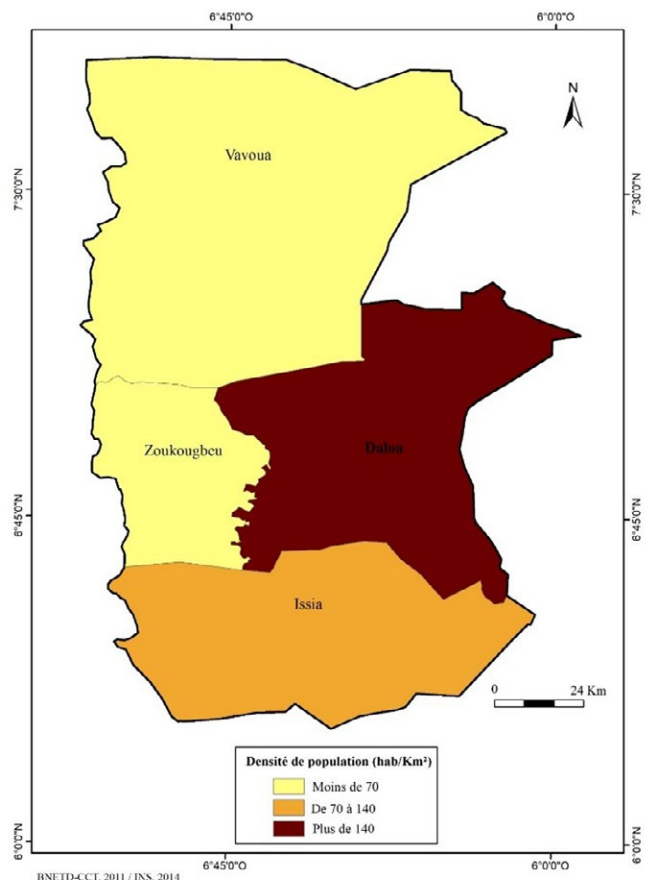 6°45'0"O 6°0'0"O
N
Vavoua
7°30'0"N 7°30'0"N
Zoukougbeu
Daloa
6°45'0"N 6°45'0"N
Issia
0 24 Km
Densité de population (hab/Km²)
Moins de 70
De 70 à 140
Plus de 140
6°0'0"N 6°0'0"N
6°45'0"O 6°0'0"O
BNETD-CCT, 2011 / INS, 2014